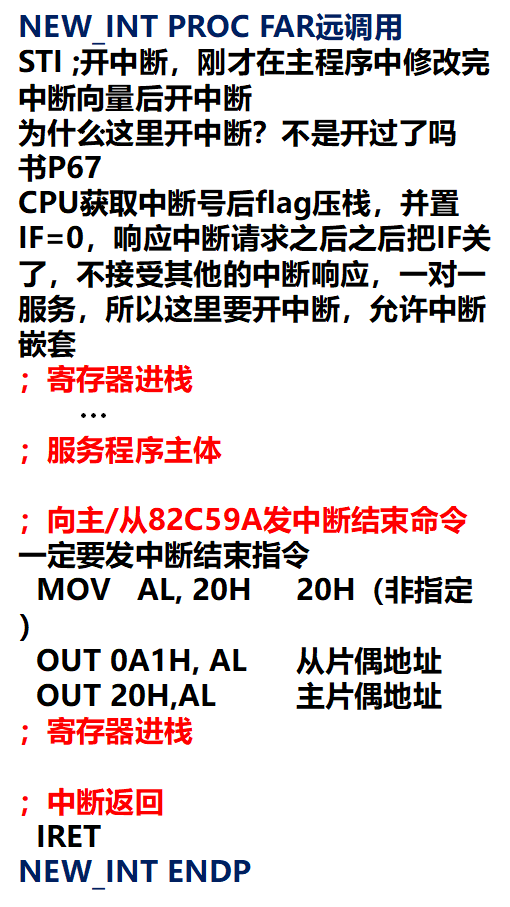 NEW_INT PROC FAR远调用
STI ;开中断，刚才在主程序中修改完
中断向量后开中断
为什么这里开中断？不是开过了吗
书P67
CPU获取中断号后flag压栈，并置
IF=0，响应中断请求之后之后把IF关
了，不接受其他的中断响应，一对一
服务，所以这里要开中断，允许中断
嵌套
；寄存器进栈
…
；服务程序主体
；向主/从82C59A发中断结束命令
一定要发中断结束指令
MOV AL, 20H 20H（非指定
）
OUT 0A1H, AL 从片偶地址
OUT 20H,AL 主片偶地址
；寄存器进栈
；中断返回
IRET
NEW_INT ENDP